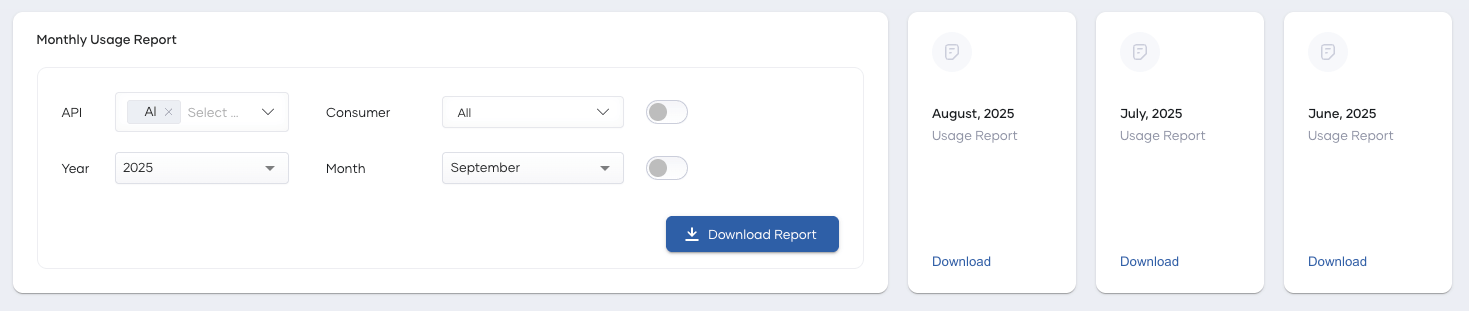 Monthly Usage Report
API
Al
Select ...
Consumer
All
Year
2025
Month
September
Download Report
August, 2025
Usage Report
Download
July, 2025
Usage Report
Download
June, 2025
Usage Report
Download